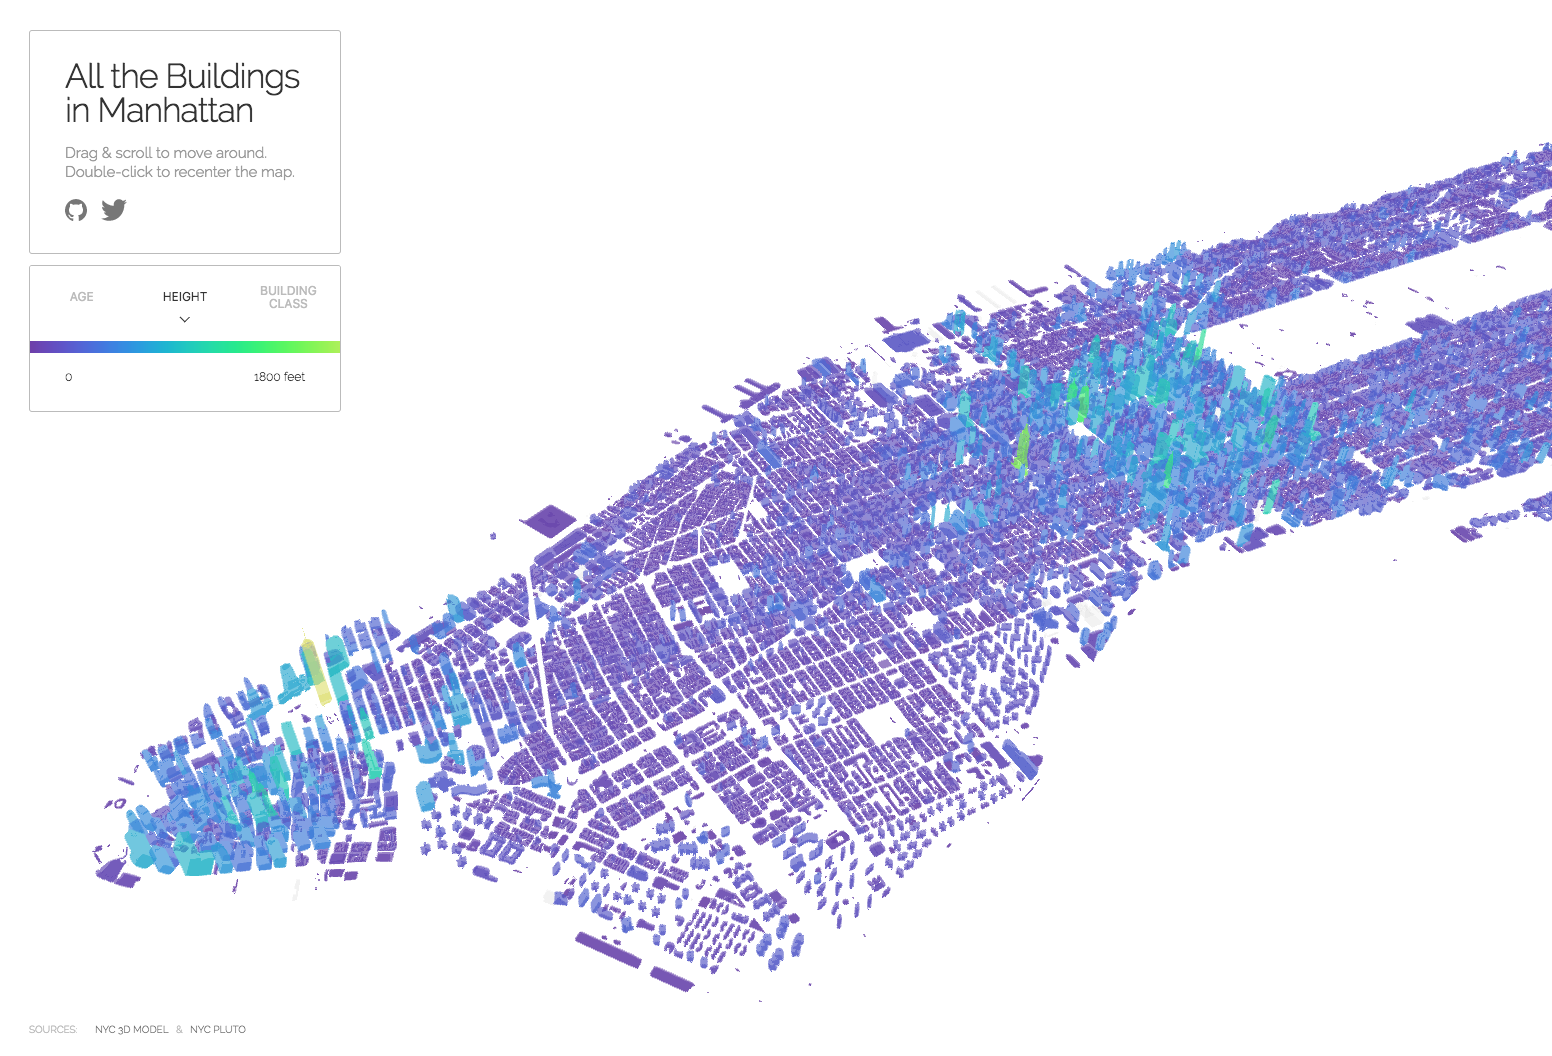 All the Buildings
in Manhattan
Drag & scroll to move around.
Double-click to recenter the map.
AGE
HEIGHT
BUILDING
CLASS
0
1800 feet
SOURCES: NYC 3D MODEL & NYC PLUTO